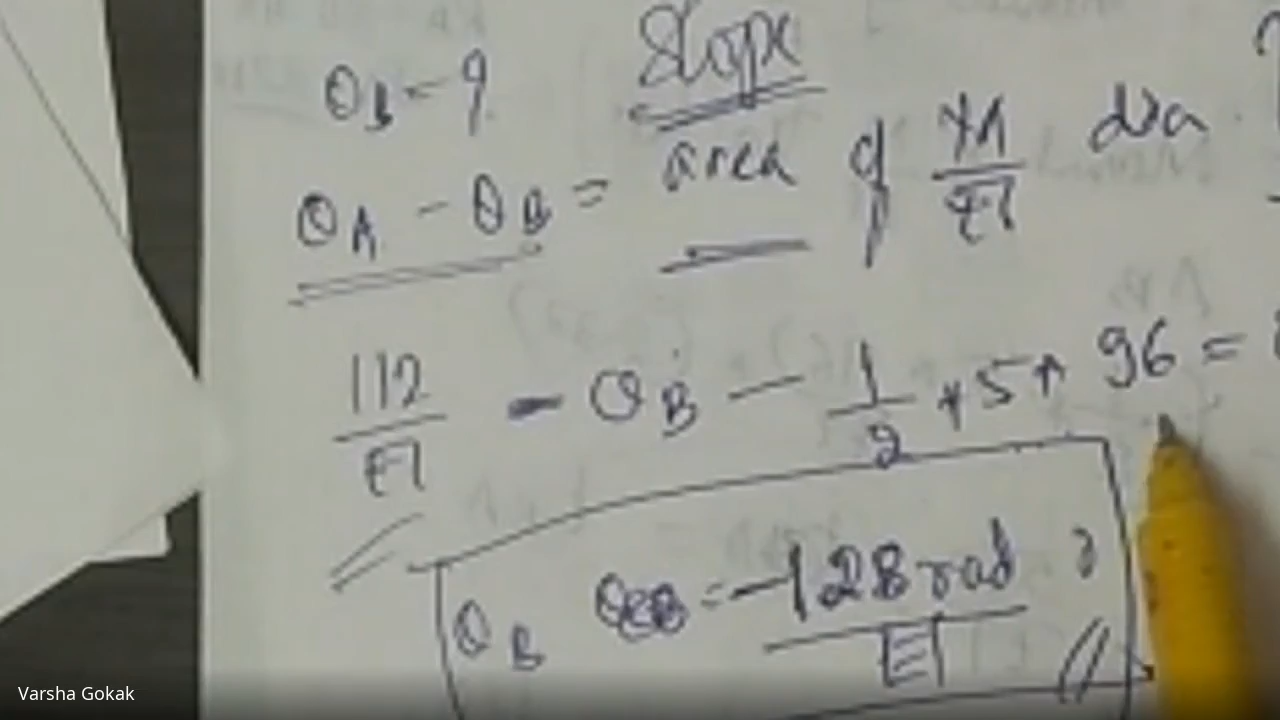 Slope
θB = ?
θA - θB = area of M/EI dia
112/EI - θB - 1/2 * 5 * 96 =
θB = -128 rad/EI
Varsha Gokak